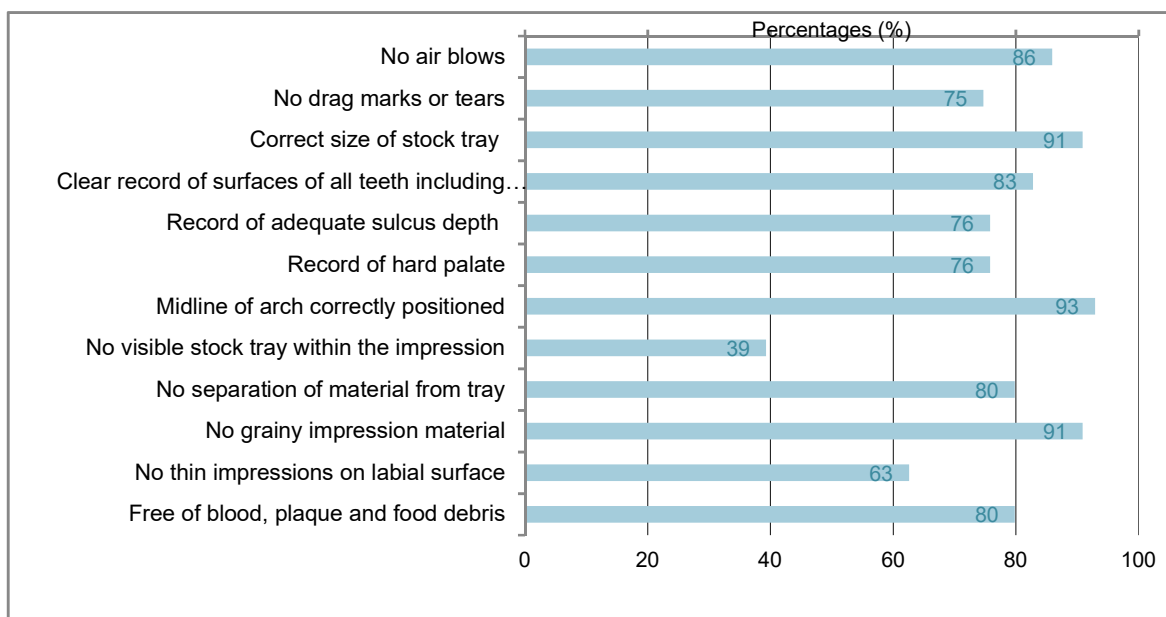 Percentages (%)
No air blows 86
No drag marks or tears 75
Correct size of stock tray 91
Clear record of surfaces of all teeth including… 83
Record of adequate sulcus depth 76
Record of hard palate 76
Midline of arch correctly positioned 93
No visible stock tray within the impression 39
No separation of material from tray 80
No grainy impression material 91
No thin impressions on labial surface 63
Free of blood, plaque and food debris 80
0 20 40 60 80 100